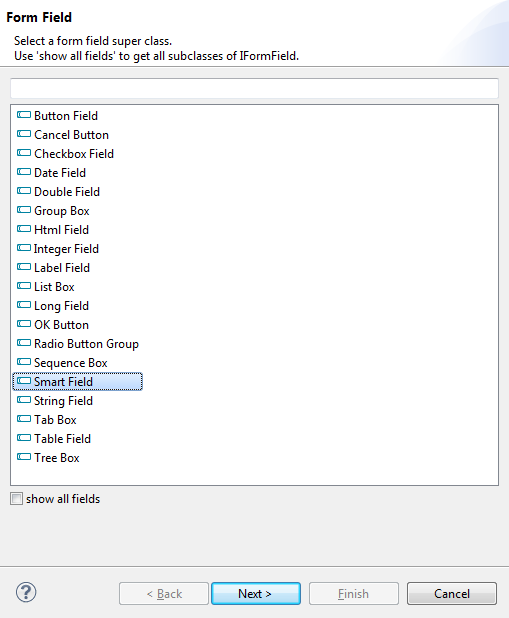 Form Field
Select a form field super class.
Use 'show all fields' to get all subclasses of IFormField.
Button Field
Cancel Button
Checkbox Field
Date Field
Double Field
Group Box
Html Field
Integer Field
Label Field
List Box
Long Field
OK Button
Radio Button Group
Sequence Box
Smart Field
String Field
Tab Box
Table Field
Tree Box
show all fields
? < Back Next > Finish Cancel